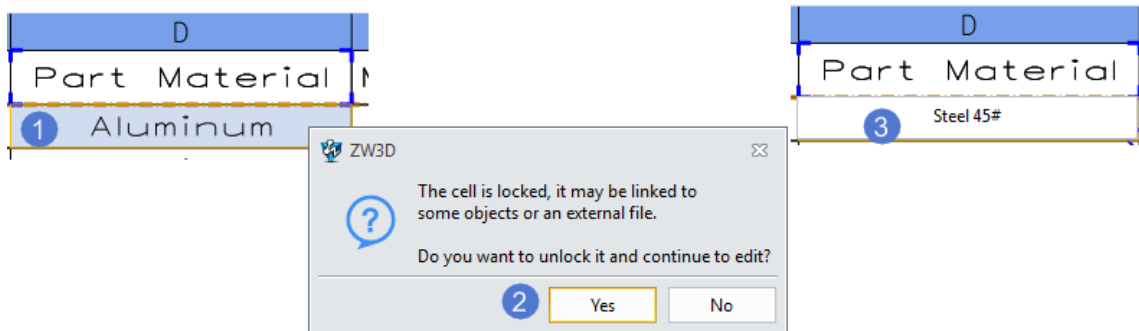 D
Part Material
1
Aluminum
ZW3D
The cell is locked, it may be linked to
some objects or an external file.
Do you want to unlock it and continue to edit?
2
Yes
No
D
Part Material
3
Steel 45#